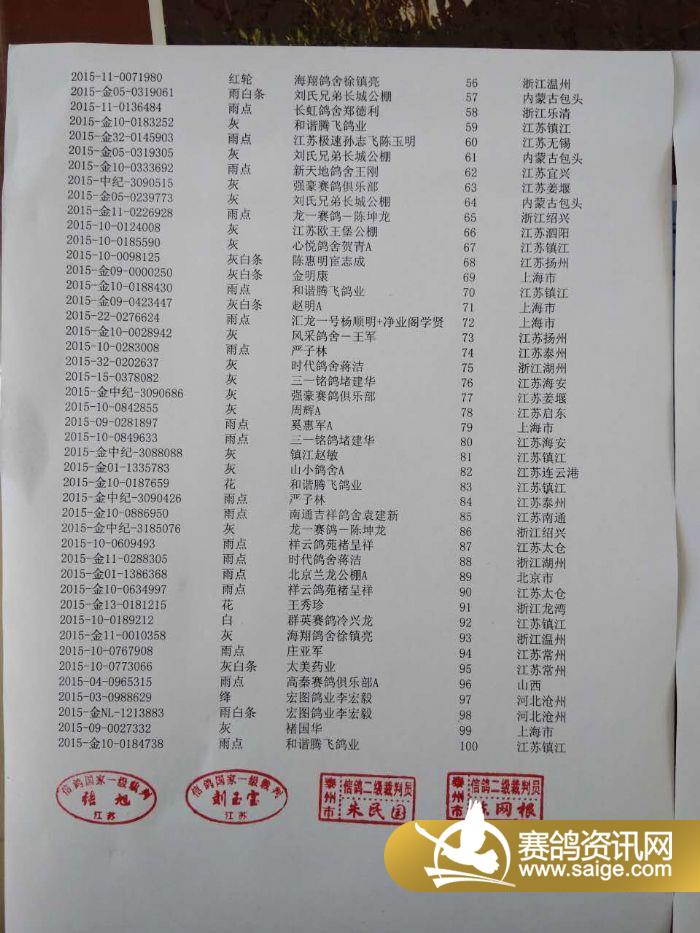 2015-11-0071980 红轮 海翔鸽舍徐镇亮 56 浙江温州
2015-金05-0319061 雨白条 刘氏兄弟长城公棚 57 内蒙古包头
2015-11-0136484 雨点 长虹鸽舍郑德利 58 浙江乐清
2015-金10-0183252 灰 和谐腾飞鸽业 59 江苏镇江
2015-金32-0145903 雨点 江苏极速孙志飞陈玉明 60 江苏无锡
2015-金05-0319305 灰 刘氏兄弟长城公棚 61 内蒙古包头
2015-金10-0333692 雨点 新天地鸽舍王刚 62 江苏宜兴
2015-中纪-3090515 灰 强豪赛鸽俱乐部 63 江苏姜堰
2015-金05-0239773 灰 刘氏兄弟长城公棚 64 内蒙古包头
2015-金11-0226928 雨点 龙一赛鸽－陈坤龙 65 浙江绍兴
2015-10-0124008 灰 江苏欧王堡公棚 66 江苏泗阳
2015-10-0185590 灰 心悦鸽舍贺青A 67 江苏镇江
2015-10-0098125 灰白条 陈惠明宦志成 68 江苏扬州
2015-金09-0000250 灰白条 金明康 69 上海市
2015-金10-0188430 雨点 和谐腾飞鸽业 70 江苏镇江
2015-金09-0423447 灰白条 赵明A 71 上海市
2015-22-0276624 雨点 汇龙一号杨顺明+净业阁学贤 72 上海市
2015-金10-0028942 灰 风采鸽舍－王军 73 江苏扬州
2015-10-0283008 雨点 严子林 74 江苏泰州
2015-32-0202637 灰 时代鸽舍蒋洁 75 浙江湖州
2015-15-0378082 灰 三一铭鸽堵建华 76 江苏海安
2015-金中纪-3090686 灰 强豪赛鸽俱乐部 77 江苏姜堰
2015-10-0842855 灰 周辉A 78 江苏启东
2015-09-0281897 雨点 奚惠军A 79 上海市
2015-10-0849633 雨点 三一铭鸽堵建华 80 江苏海安
2015-金中纪-3088088 灰 镇江赵敏 81 江苏镇江
2015-金01-1335783 灰 山小鸽舍A 82 江苏连云港
2015-金10-0187659 花 和谐腾飞鸽业 83 江苏镇江
2015-金中纪-3090426 雨点 严子林 84 江苏泰州
2015-金10-0886950 雨点 南通吉祥鸽舍袁建新 85 江苏南通
2015-金中纪-3185076 灰 龙一赛鸽－陈坤龙 86 浙江绍兴
2015-10-0609493 雨点 祥云鸽苑褚呈祥 87 江苏太仓
2015-金11-0288305 雨点 时代鸽舍蒋洁 88 浙江湖州
2015-金01-1386368 雨点 北京兰龙公棚A 89 北京市
2015-金10-0634997 雨点 祥云鸽苑褚呈祥 90 江苏太仓
2015-金13-0181215 花 王秀珍 91 浙江龙湾
2015-10-0189212 白 群英赛鸽冷兴龙 92 江苏镇江
2015-金11-0010358 灰 海翔鸽舍徐镇亮 93 浙江温州
2015-10-0767908 雨点 庄亚军 94 江苏常州
2015-10-0773066 灰白条 太美药业 95 江苏常州
2015-04-0965315 雨点 高秦赛鸽俱乐部A 96 山西
2015-03-0988629 绛 宏图鸽业李宏毅 97 河北沧州
2015-金NL-1213883 雨白条 宏图鸽业李宏毅 98 河北沧州
2015-09-0027332 灰 褚国华 99 上海市
2015-金10-0184738 雨点 和谐腾飞鸽业 100 江苏镇江
信鸽国家一级裁判 信鸽国家一级裁判 泰州市 信鸽二级裁判员 泰州市 信鸽二级裁判员
旭 刘玉宝 朱民国 网根
江苏 江苏
赛鸽资讯网
www.saige.com